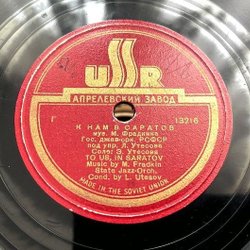 USSR
АПРЕЛЕВСКИЙ ЗАВОД
Г 13216
К НАМ В САРАТОВ
муз. М. Фрадкина
Гос. джаз-орк. РСФСР
под упр. Л. Утесова
Соло: Э. Утесова
TO US, IN SARATOV
Music by M. Fradkin
State Jazz-Orch.
Cond. by L. Utesov
MADE IN THE SOVIET UNION